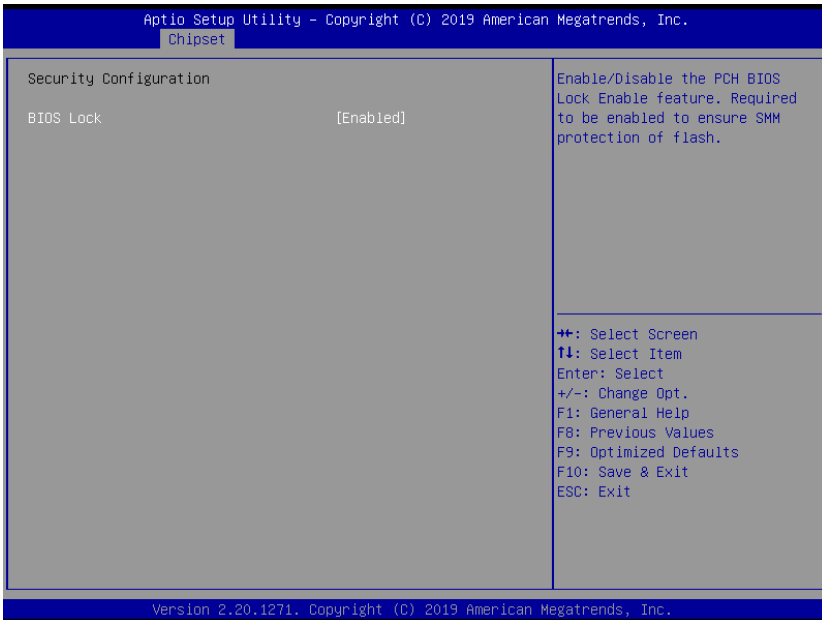 Aptio Setup Utility – Copyright (C) 2019 American Megatrends, Inc.
Chipset
Security Configuration
BIOS Lock [Enabled]
Enable/Disable the PCH BIOS
Lock Enable feature. Required
to be enabled to ensure SMM
protection of flash.
→←: Select Screen
↑↓: Select Item
Enter: Select
+/-: Change Opt.
F1: General Help
F8: Previous Values
F9: Optimized Defaults
F10: Save & Exit
ESC: Exit
Version 2.20.1271. Copyright (C) 2019 American Megatrends, Inc.